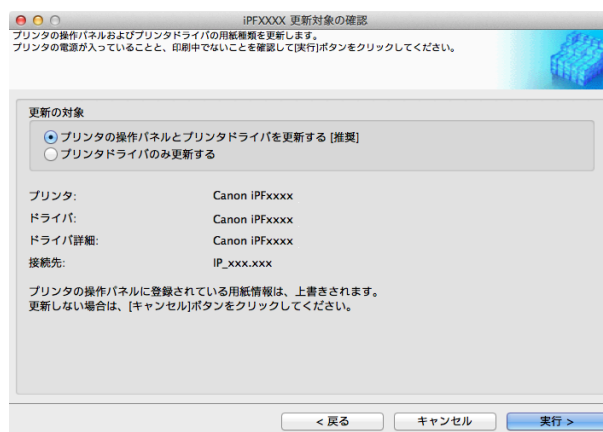 iPFXXXX 更新対象の確認
プリンタの操作パネルおよびプリンタドライバの用紙種類を更新します。
プリンタの電源が入っていることと、印刷中でないことを確認して[実行]ボタンをクリックしてください。
更新の対象
プリンタの操作パネルとプリンタドライバを更新する [推奨]
プリンタドライバのみ更新する
プリンタ: Canon iPFxxxx
ドライバ: Canon iPFxxxx
ドライバ詳細: Canon iPFxxxx
接続先: IP_xxx.xxx
プリンタの操作パネルに登録されている用紙情報は、上書きされます。
更新しない場合は、[キャンセル]ボタンをクリックしてください。
< 戻る キャンセル 実行 >